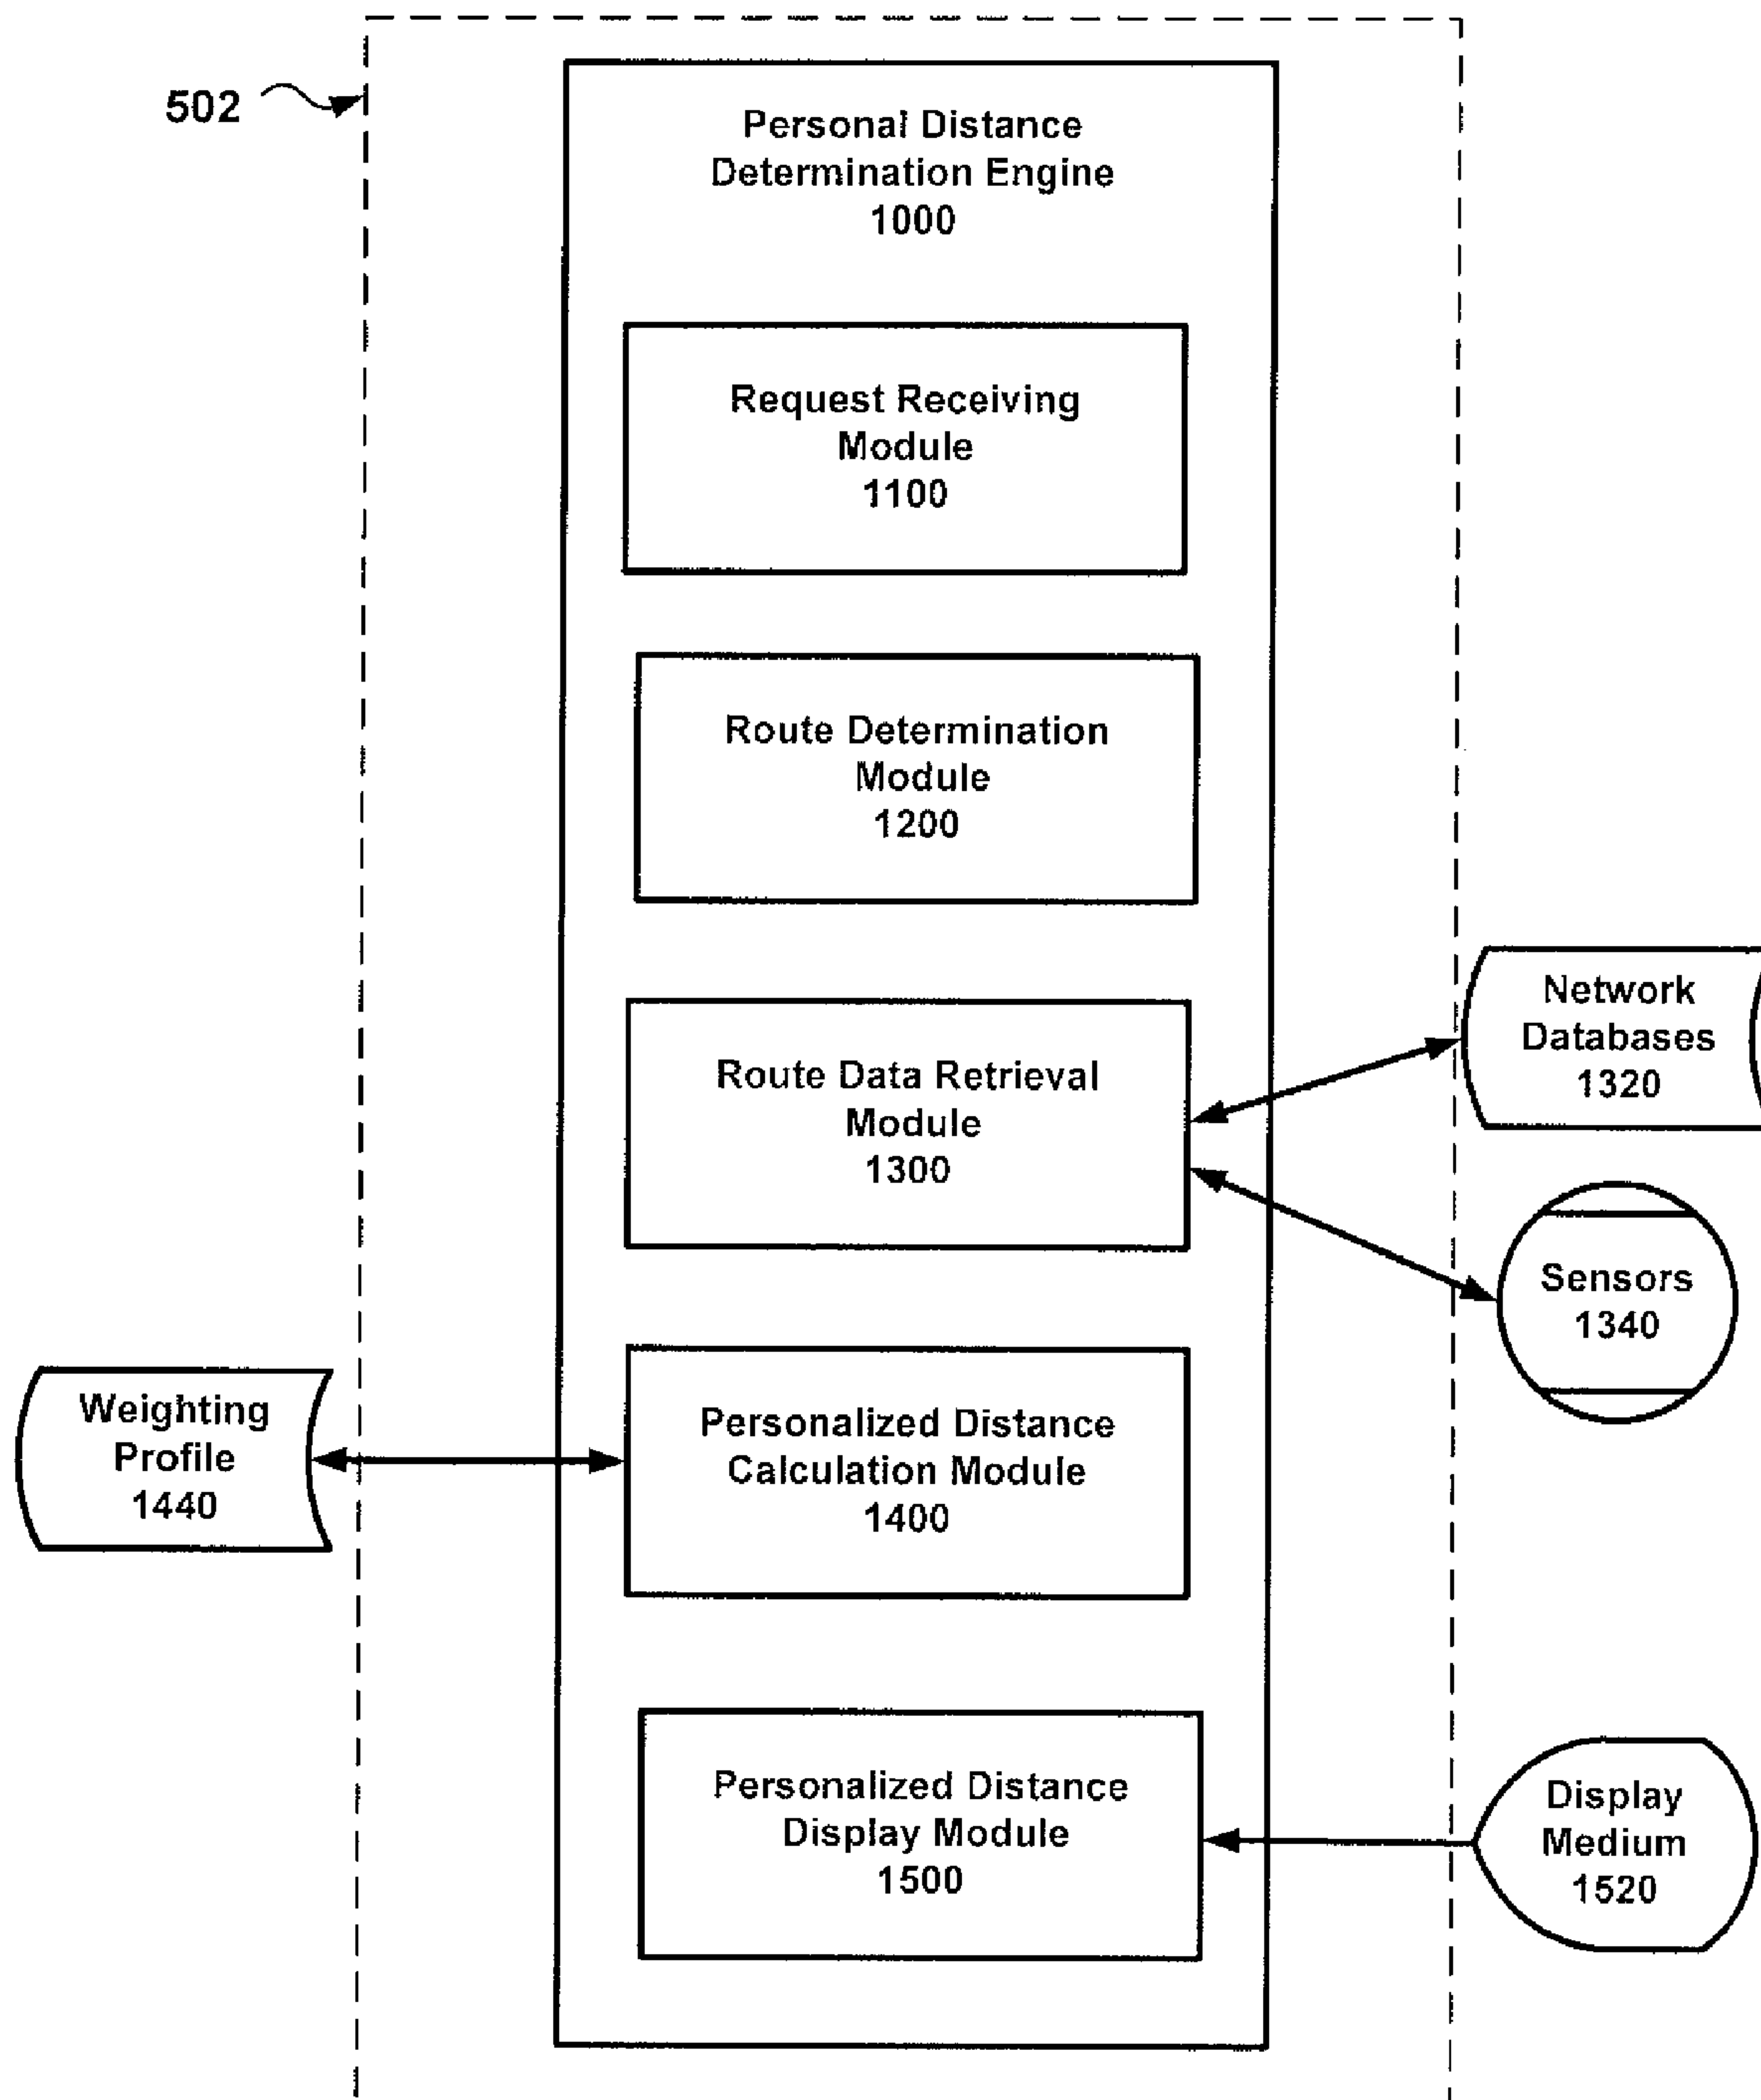 502
Personal Distance
Determination Engine
1000
Request Receiving
Module
1100
Route Determination
Module
1200
Route Data Retrieval
Module
1300
Network
Databases
1320
Sensors
1340
Weighting
Profile
1440
Personalized Distance
Calculation Module
1400
Personalized Distance
Display Module
1500
Display
Medium
1520